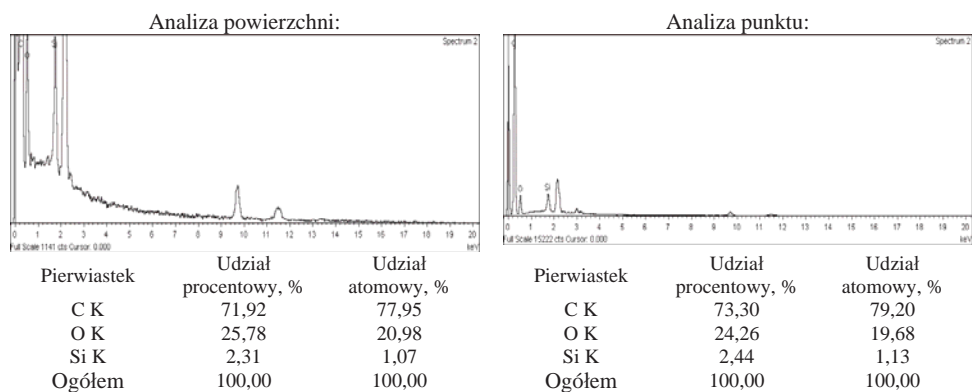 Analiza powierzchni:
Spectrum 2
C
O
Si
0 1 2 3 4 5 6 7 8 9 10 11 12 13 14 15 16 17 18 19 20
Full Scale 1141 cts Cursor: 0.000
keV
Pierwiastek Udział procentowy, % Udział atomowy, %
C K 71,92 77,95
O K 25,78 20,98
Si K 2,31 1,07
Ogółem 100,00 100,00
Analiza punktu:
Spectrum 2
C
O
Si
0 1 2 3 4 5 6 7 8 9 10 11 12 13 14 15 16 17 18 19 20
Full Scale 15222 cts Cursor: 0.000
keV
Pierwiastek Udział procentowy, % Udział atomowy, %
C K 73,30 79,20
O K 24,26 19,68
Si K 2,44 1,13
Ogółem 100,00 100,00